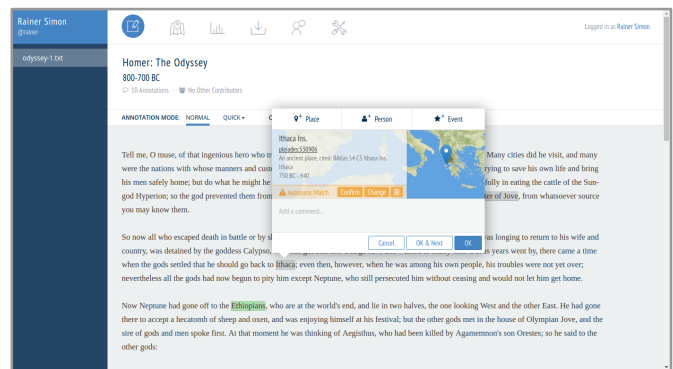 Rainer Simon
@rainer
Logged in as Rainer Simon
odyssey-1.txt
Homer: The Odyssey
800-700 BC
10 Annotations · No Other Contributors
ANNOTATION MODE: NORMAL QUICK
Place Person Event
Ithaca Ins.
pleiades:530906
An ancient place, cited: BAtlas 54 C5 Ithaca Ins.
Ithaca
750 BC - 640
Automatic Match Confirm Change
Add a comment...
Cancel OK & Next OK
Tell me, O muse, of that ingenious hero who Many cities did he visit, and many
were the nations with whose manners and rying to save his own life and bring
his men safely home; but do what he might he folly in eating the cattle of the Sun-
god Hyperion; so the god prevented them from ter of Jove, from whatsoever source
you may know them.
So now all who escaped death in battle or by was longing to return to his wife and
country, was detained by the goddess Calypso, s years went by, there came a time
when the gods settled that he should go back to Ithaca; even then, however, when he was among his own people, his troubles were not yet over;
nevertheless all the gods had now begun to pity him except Neptune, who still persecuted him without ceasing and would not let him get home.
Now Neptune had gone off to the Ethiopians, who are at the world's end, and lie in two halves, the one looking West and the other East. He had gone
there to accept a hecatomb of sheep and oxen, and was enjoying himself at his festival; but the other gods met in the house of Olympian Jove, and the
sire of gods and men spoke first. At that moment he was thinking of Aegisthus, who had been killed by Agamemnon's son Orestes; so he said to the
other gods: